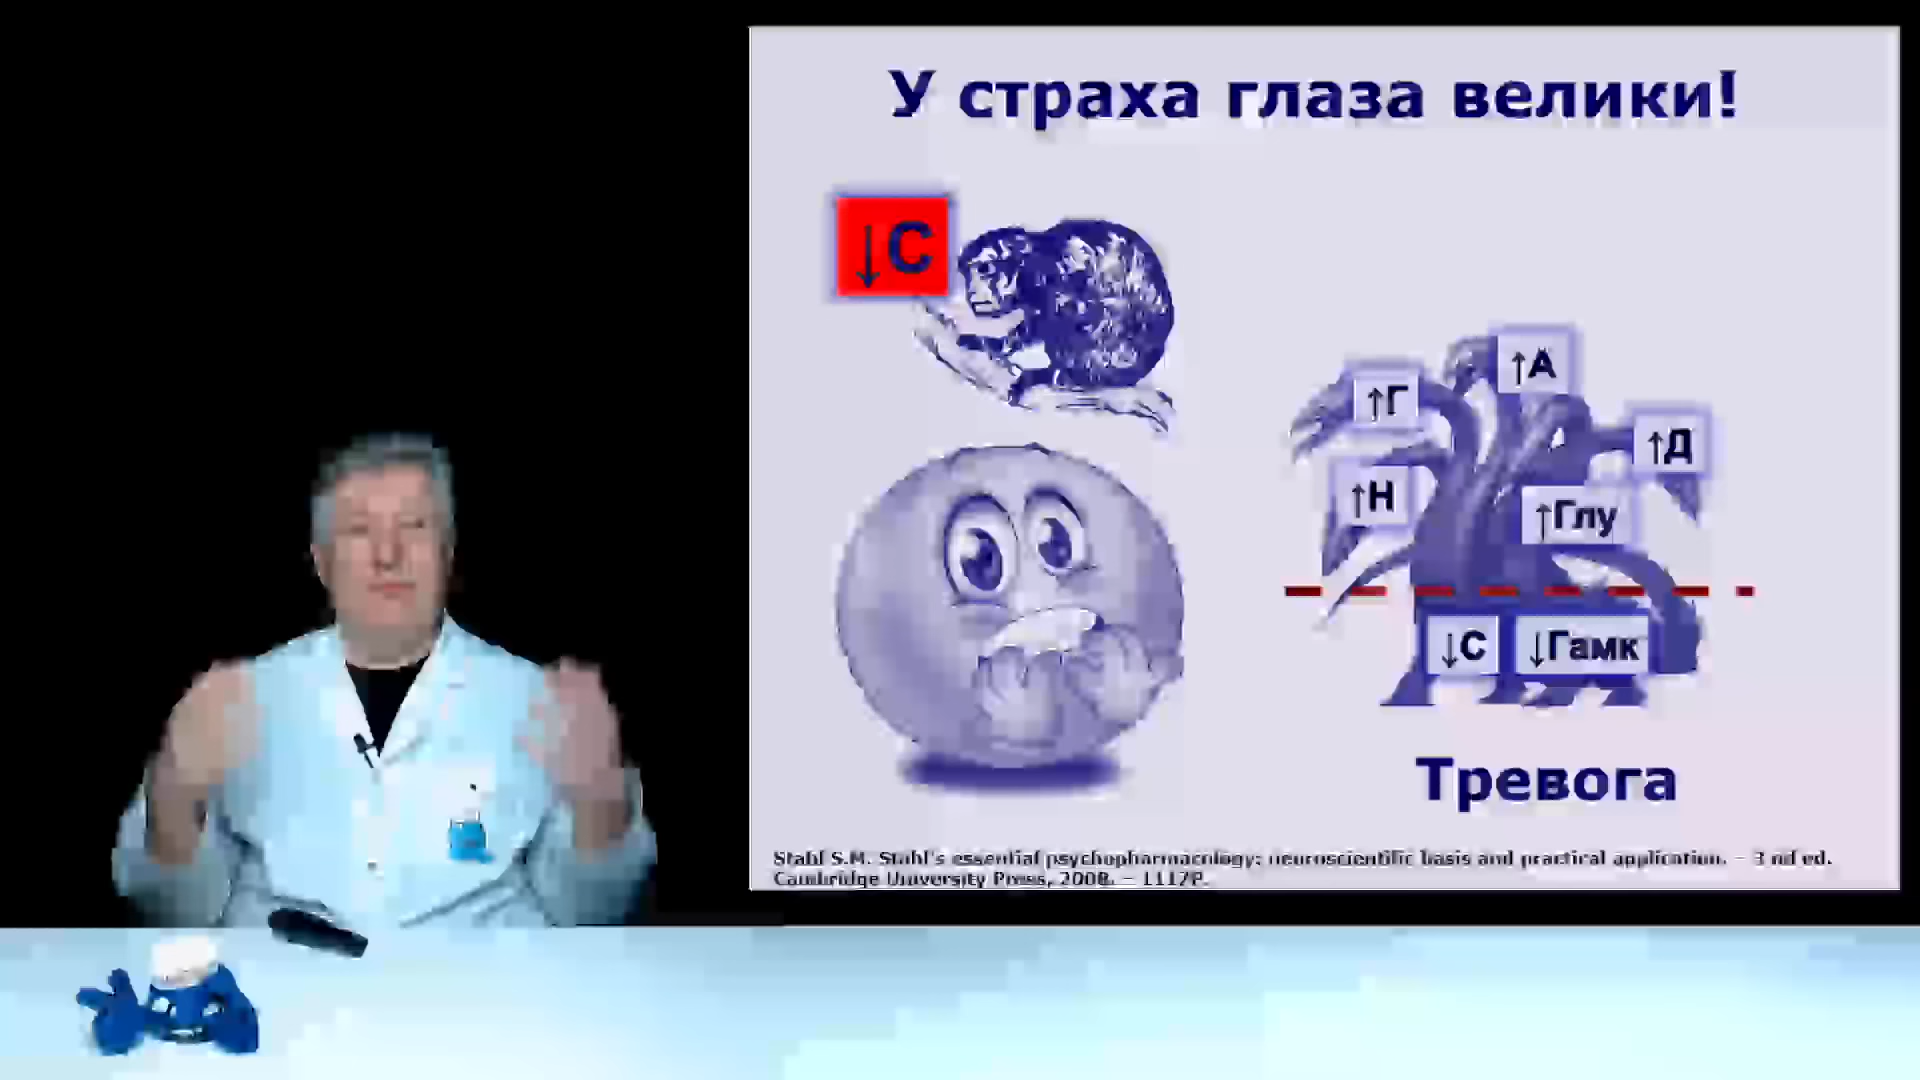 У страха глаза велики!
↓С
↑А
↑Г
↑Д
↑Н
↑Глу
↓С
↓Гамк
Тревога
Stahl S.M. Stahl's essential psychopharmacology: neuroscientific basis and practical application. – 3 nd ed.
Cambridge University Press, 2008. – 1117P.